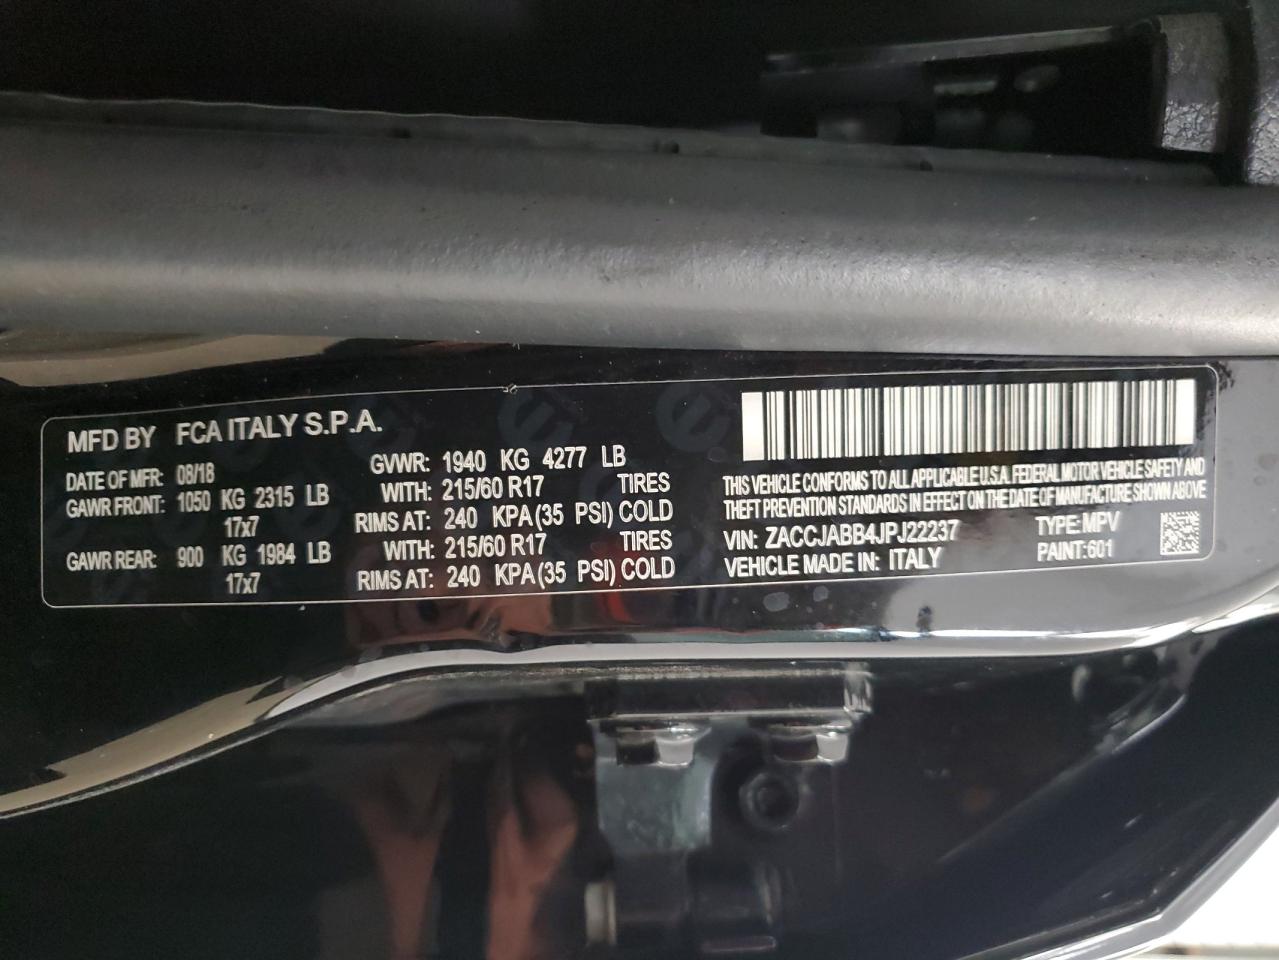 MFD BY FCA ITALY S.P.A.
DATE OF MFR: 08/18 GVWR: 1940 KG 4277 LB
GAWR FRONT: 1050 KG 2315 LB WITH: 215/60 R17 TIRES
17x7 RIMS AT: 240 KPA(35 PSI) COLD
GAWR REAR: 900 KG 1984 LB WITH: 215/60 R17 TIRES
17x7 RIMS AT: 240 KPA(35 PSI) COLD
THIS VEHICLE CONFORMS TO ALL APPLICABLE U.S.A. FEDERAL MOTOR VEHICLE SAFETY AND
THEFT PREVENTION STANDARDS IN EFFECT ON THE DATE OF MANUFACTURE SHOWN ABOVE
VIN: ZACCJABB4JPJ22237 TYPE: MPV
VEHICLE MADE IN: ITALY PAINT:601